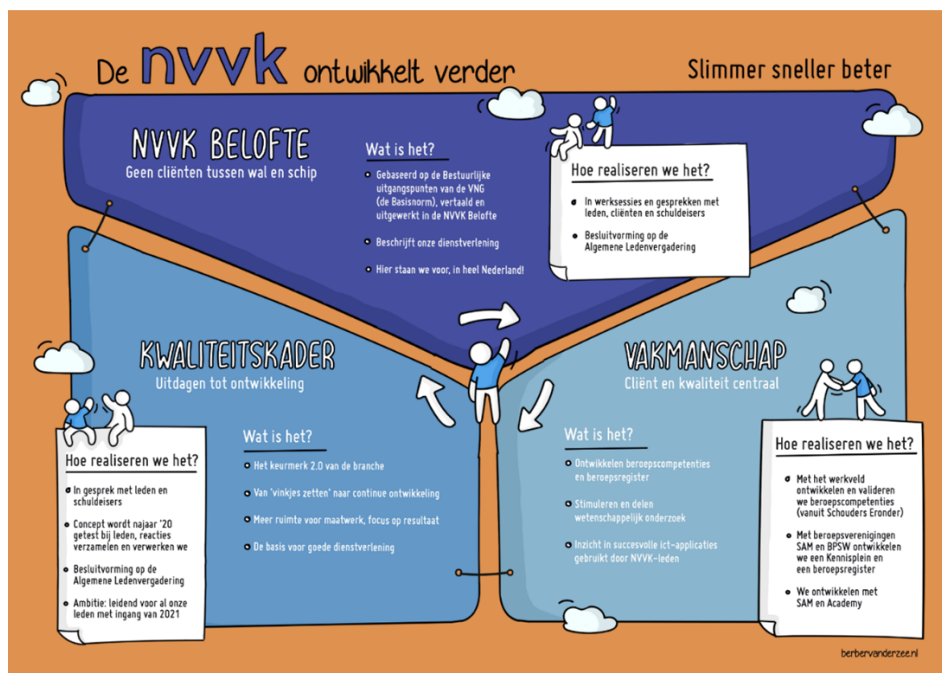 De nvvk ontwikkelt verder
Slimmer sneller beter
NVVK BELOFTE
Geen cliënten tussen wal en schip
Wat is het?
Gebaseerd op de Bestuurlijke
uitgangspunten van de VNG
(de Basisnorm), vertaald en
uitgewerkt in de NVVK Belofte
Beschrijft onze dienstverlening
Hier staan we voor, in heel Nederland!
Hoe realiseren we het?
In werksessies en gesprekken met
leden, cliënten en schuldeisers
Besluitvorming op de
Algemene Ledenvergadering
KWALITEITSKADER
Uitdagen tot ontwikkeling
Wat is het?
Het keurmerk 2.0 van de branche
Van 'vinkjes zetten' naar continue ontwikkeling
Meer ruimte voor maatwerk, focus op resultaat
De basis voor goede dienstverlening
Hoe realiseren we het?
In gesprek met leden en
schuldeisers
Concept wordt najaar '20
getest bij leden, reacties
verzamelen en verwerken we
Besluitvorming op de
Algemene Ledenvergadering
Ambitie: leidend voor al onze
leden met ingang van 2021
VAKMANSCHAP
Cliënt en kwaliteit centraal
Wat is het?
Ontwikkelen beroepscompetenties
en beroepsregister
Stimuleren en delen
wetenschappelijk onderzoek
Inzicht in succesvolle ict-applicaties
gebruikt door NVVK-leden
Hoe realiseren we het?
Met het werkveld
ontwikkelen en valideren
we beroepscompetenties
(vanuit Schouders Eronder)
Met beroepsverenigingen
SAM en BPSW ontwikkelen
we een Kennisplein en
een beroepsregister
We ontwikkelen met
SAM en Academy
berbervanderzee.nl